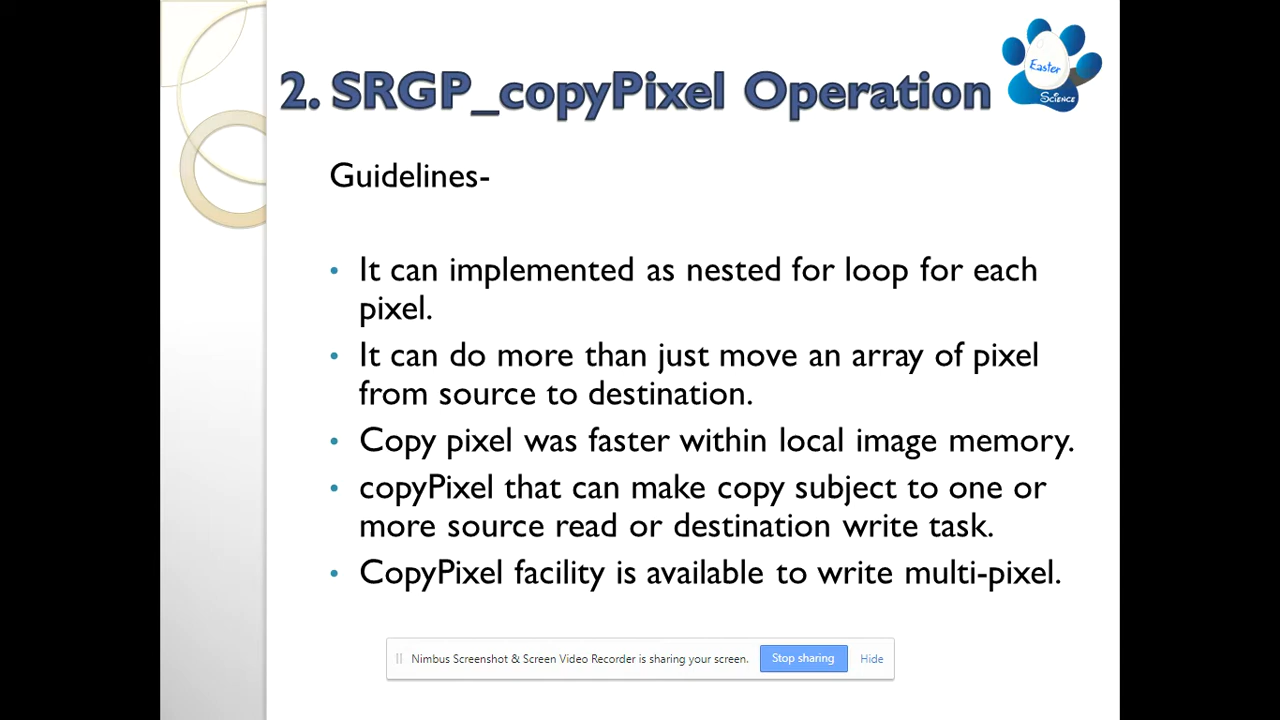 2. SRGP_copyPixel Operation
Easter
Science
Guidelines-
• It can implemented as nested for loop for each
pixel.
• It can do more than just move an array of pixel
from source to destination.
• Copy pixel was faster within local image memory.
• copyPixel that can make copy subject to one or
more source read or destination write task.
• CopyPixel facility is available to write multi-pixel.
Nimbus Screenshot & Screen Video Recorder is sharing your screen. Stop sharing Hide